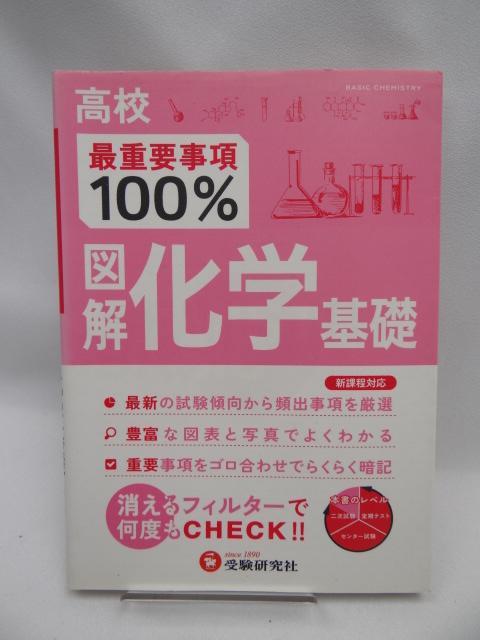 BASIC CHEMISTRY
高校
最重要事項
100%
図解
化学基礎
新課程対応
最新の試験傾向から頻出事項を厳選
豊富な図表と写真でよくわかる
重要事項をゴロ合わせでらくらく暗記
消えるフィルターで
何度もCHECK!!
本書のレベル
二次試験
定期テスト
センター試験
since 1890
受験研究社